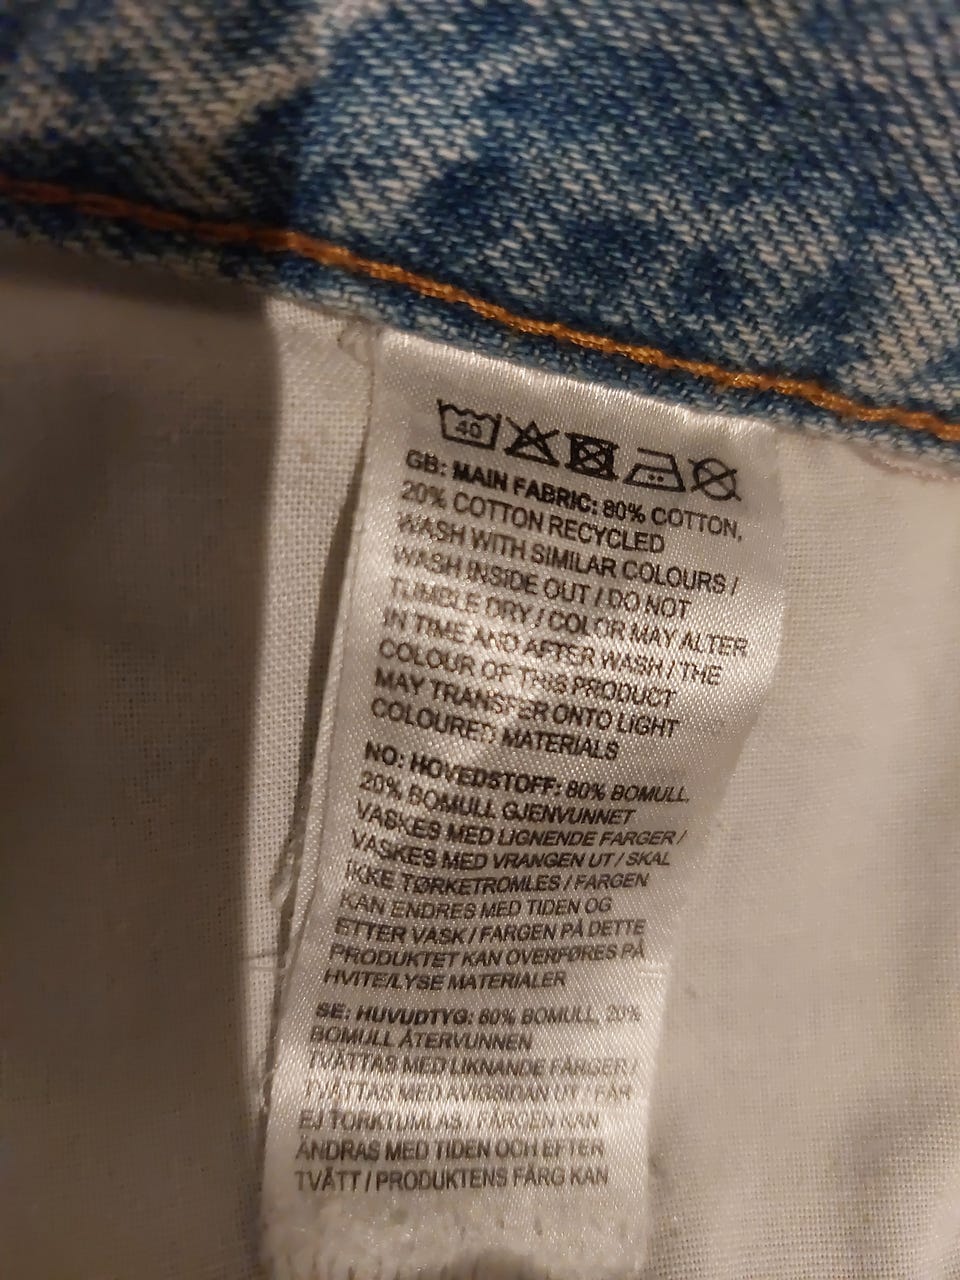 40
GB: MAIN FABRIC: 80% COTTON,
20% COTTON RECYCLED
WASH WITH SIMILAR COLOURS /
WASH INSIDE OUT / DO NOT
TUMBLE DRY / COLOR MAY ALTER
IN TIME AND AFTER WASH / THE
COLOUR OF THIS PRODUCT
MAY TRANSFER ONTO LIGHT
COLOURED MATERIALS
NO: HOVEDSTOFF: 80% BOMULL,
20% BOMULL GJENVUNNET
VASKES MED LIGNENDE FARGER /
VASKES MED VRANGEN UT / SKAL
IKKE TØRKETROMLES / FARGEN
KAN ENDRES MED TIDEN OG
ETTER VASK / FARGEN PÅ DETTE
PRODUKTET KAN OVERFØRES PÅ
HVITE/LYSE MATERIALER
SE: HUVUDTYG: 80% BOMULL, 20%
BOMULL ÅTERVUNNEN
TVÄTTAS MED LIKNANDE FÄRGER /
TVÄTTAS MED AVIGSIDAN UT / FÅR
EJ TORKTUMLAS / FÄRGEN KAN
ÄNDRAS MED TIDEN OCH EFTER
TVÄTT / PRODUKTENS FÄRG KAN